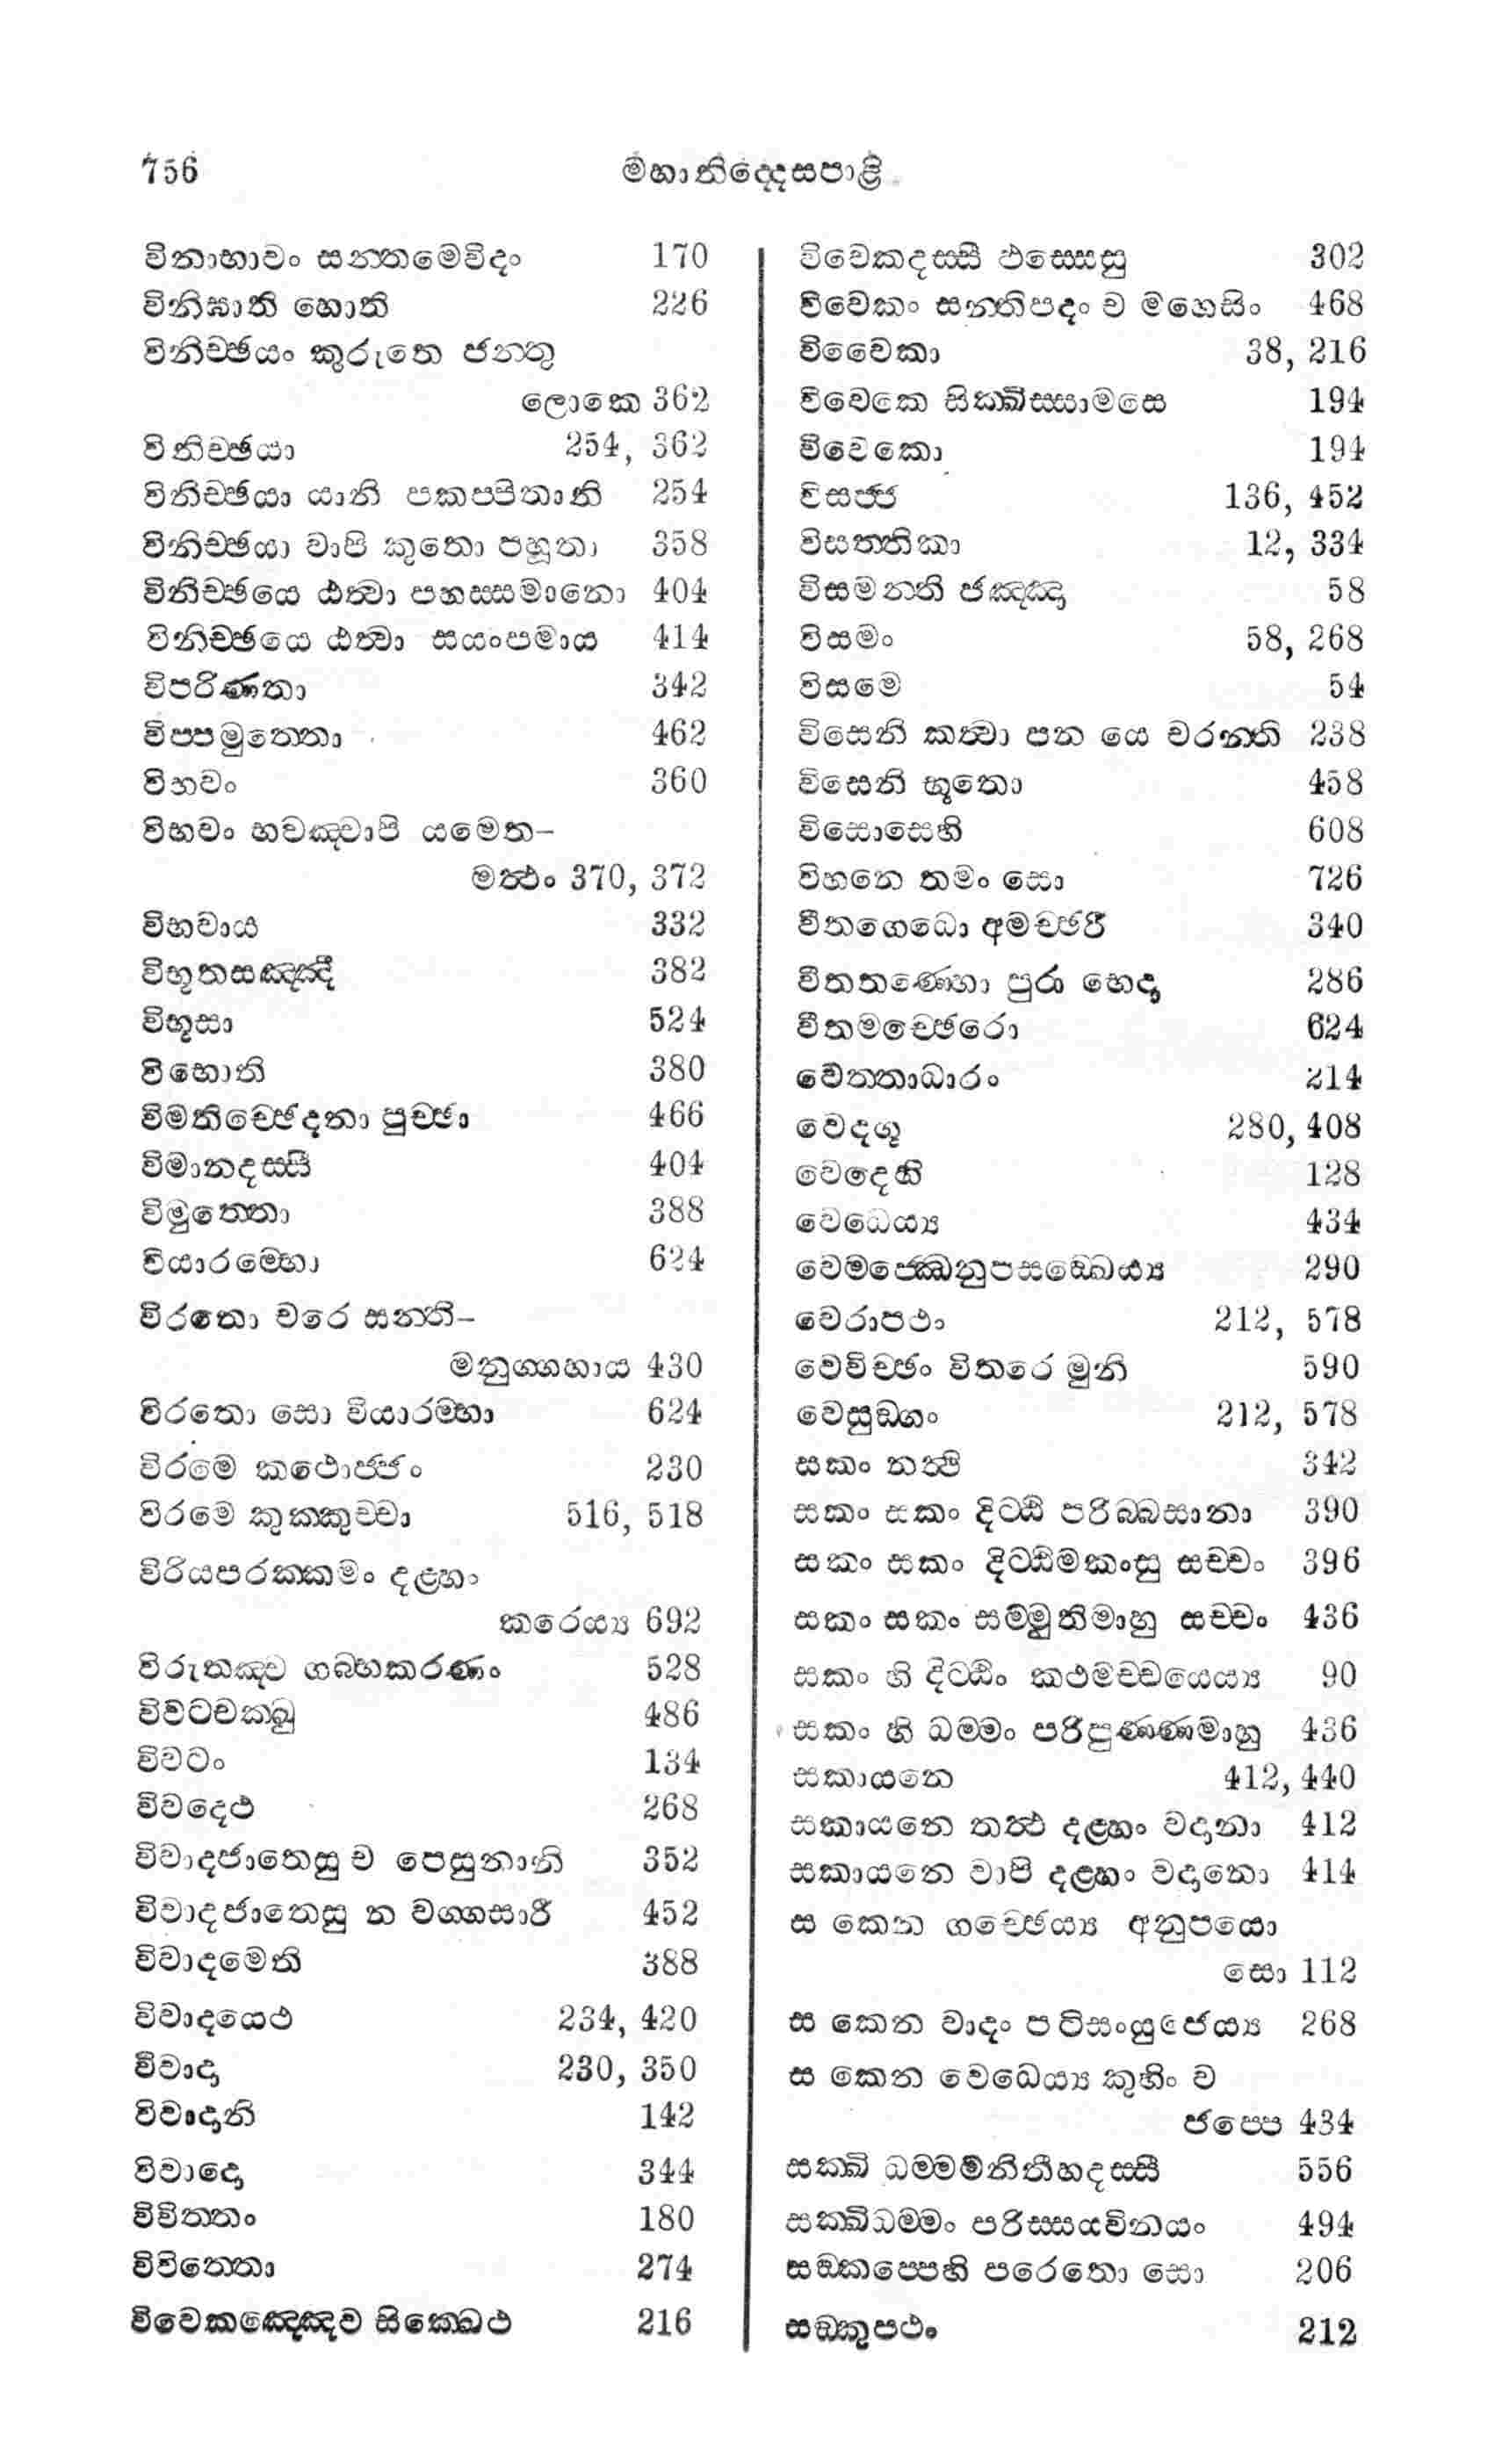 756
මහානිද්දෙසපාළි
විනාභාවං සන්තමෙවිදං 170
විනිඝාති හොති 226
විනිච්ඡයං කුරුතෙ ජන්තු
ලොකෙ 362
විනිච්ඡයා 254, 362
විනිච්ඡයා යානි පකප්පිතානි 254
විනිච්ඡයා වාපි කුතො පහූතා 358
විනිච්ඡයෙ ඨත්වා පහස්සමානො 404
විනිච්ඡයෙ ඨත්වා සයංපමාය 414
විපරිණතා 342
විප්පමුත්තො 462
විභවං 360
විභවං භවඤ්චාපි යමෙත–
මත්ථං 370, 372
විභවාය 332
විභූතසඤ්ඤී 382
විභූසා 524
විභොති 380
විමතිච්ඡෙදනා පුච්ඡා 466
විමානදස්සී 404
විමුත්තො 388
වියාරම්භො 624
විරතො චරෙ සන්ති–
මනුග්ගහාය 430
විරතො සො වියාරම්භා 624
විරමෙ කථොජ්ජං 230
විරමෙ කුක්කුච්චා 516, 518
විරියපරක්කමං දළ්හං
කරෙය්‍ය 692
විරුතඤ්ච ගබ්භකරණං 528
විවටචක්ඛු 486
විවටං 134
විවදෙථ 268
විවාදජාතෙසු ච පෙසුනානි 352
විවාදජාතෙසු න වග්ගසාරී 452
විවාදමෙති 388
විවාදයෙථ 234, 420
විවාදා 230, 350
විවාදානි 142
විවාදො 344
විවිත්තං 180
විවිත්තො 274
විවෙකඤ්ඤෙව සික්ඛෙථ 216
විවෙකදස්සී ඵස්සෙසු 302
විවෙකං සන්තිපදං ච මහෙසිං 468
විවෙකා 38, 216
විවෙකෙ සික්ඛිස්සාමසෙ 194
විවෙකො 194
විසජ්ජ 136, 452
විසත්තිකා 12, 334
විසමන්ති ජඤ්ඤා 58
විසමං 58, 268
විසමෙ 54
විසෙනි කත්වා පන යෙ චරන්ති 238
විසෙනි භූතො 458
විසොසෙහි 608
විහනෙ තමං සො 726
වීතගෙධො අමච්ඡරී 340
වීතතණ්හො පුරා භෙදා 286
වීතමච්ඡෙරො 624
වෙත්තාධාරං 214
වෙදගූ 280, 408
වෙදෙහි 128
වෙධෙය්‍ය 434
වෙමජ්ඣෙනුපසඞ්ඛෙය්‍ය 290
වෙරාපථං 212, 578
වෙවිච්ඡං විතරෙ මුනි 590
වෙසුඞ්ගං 212, 578
සකං නත්ථි 342
සකං සකං දිට්ඨි පරිබ්බසානා 390
සකං සකං දිට්ඨිමකංසු සච්චං 396
සකං සකං සම්මුතිමාහු සච්චං 436
සකං හි දිට්ඨිං කථමච්චයෙය්‍ය 90
සකං හි ධම්මං පරිපුණ්ණමාහු 436
සකායනෙ 412, 440
සකායනෙ තත්ථ දළ්හං වදානා 412
සකායනෙ වාපි දළ්හං වදානො 414
ස කෙන ගච්ඡෙය්‍ය අනුපයො
සො 112
ස කෙන වාදං පටිසංයුජෙය්‍ය 268
ස කෙන වෙධෙය්‍ය කුහිං ව
ජප්පෙ 434
සක්ඛි ධම්මමනිතීහදස්සී 556
සක්ඛිධම්මං පරිස්සයවිනයං 494
සඞ්කප්පෙහි පරෙතො සො 206
සඞ්කුපථං 212